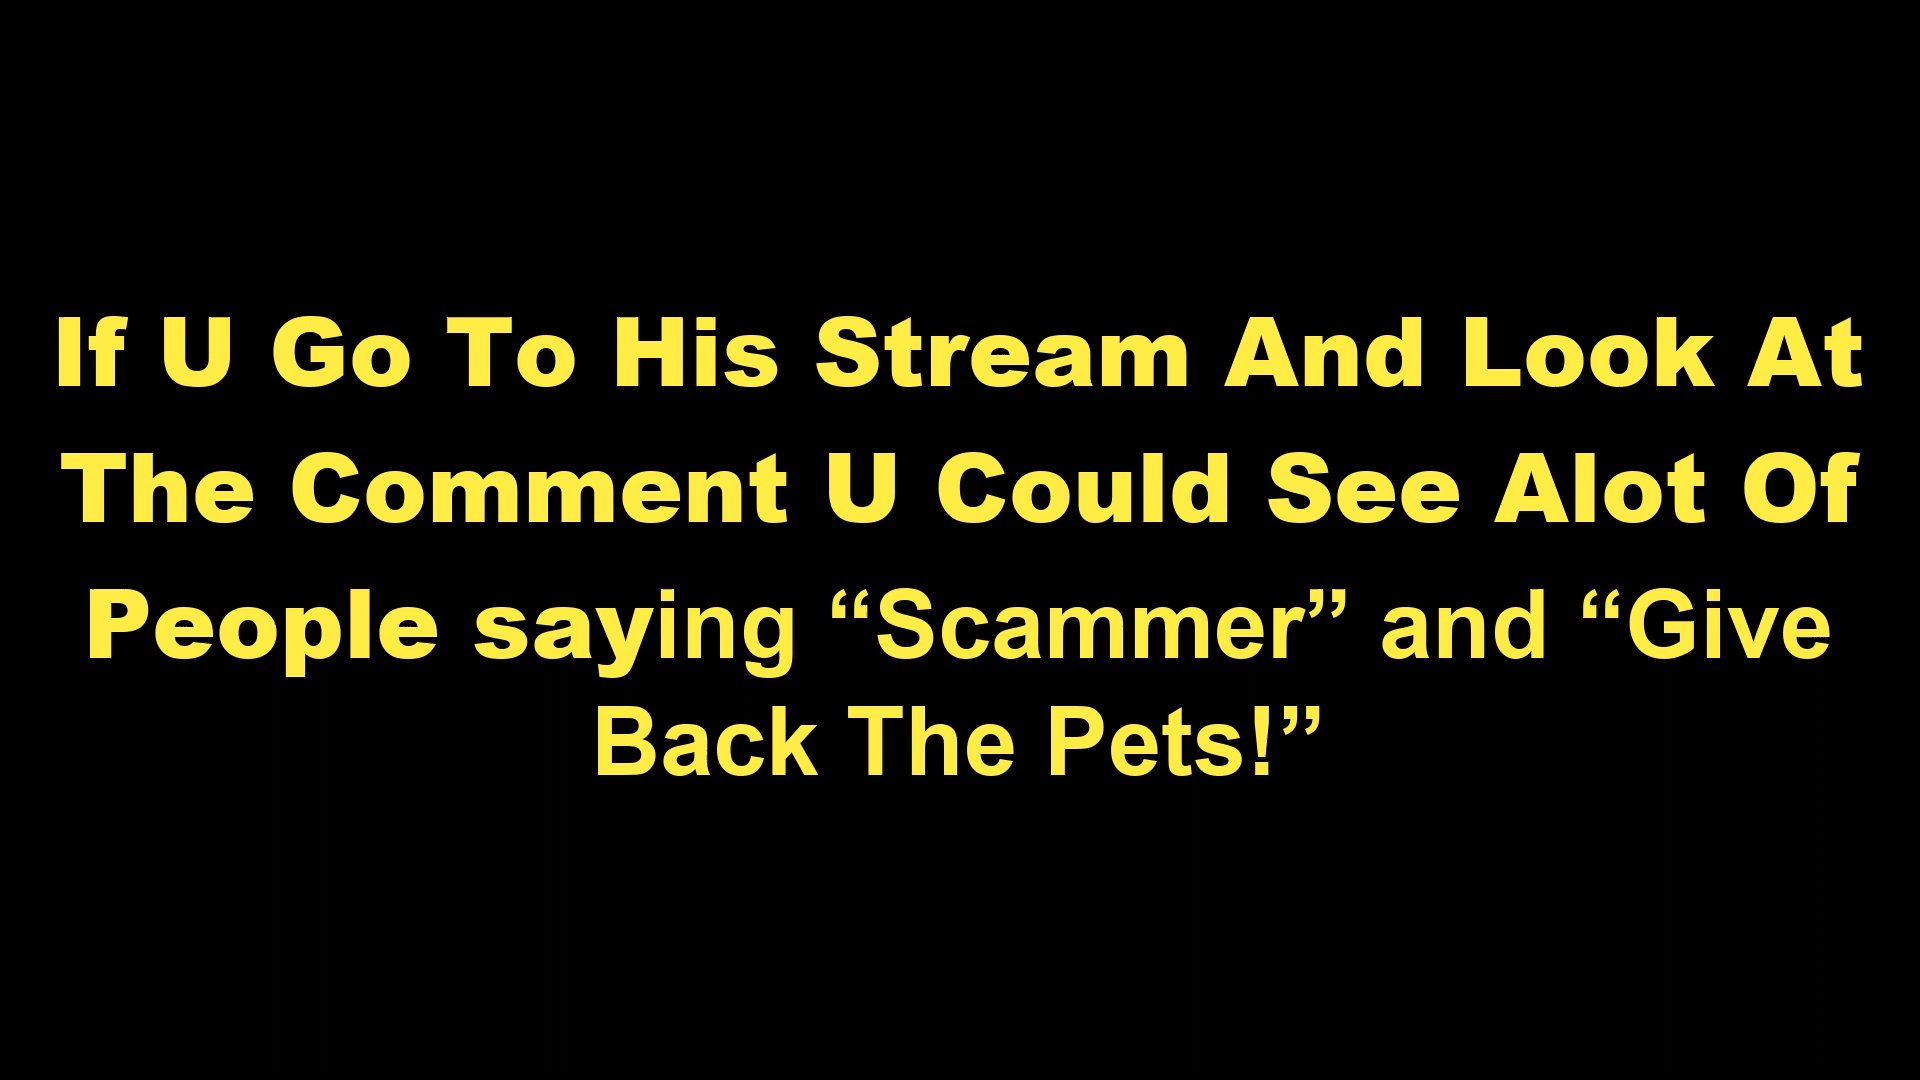 If U Go To His Stream And Look At
The Comment U Could See Alot Of
People saying “Scammer” and “Give
Back The Pets!”